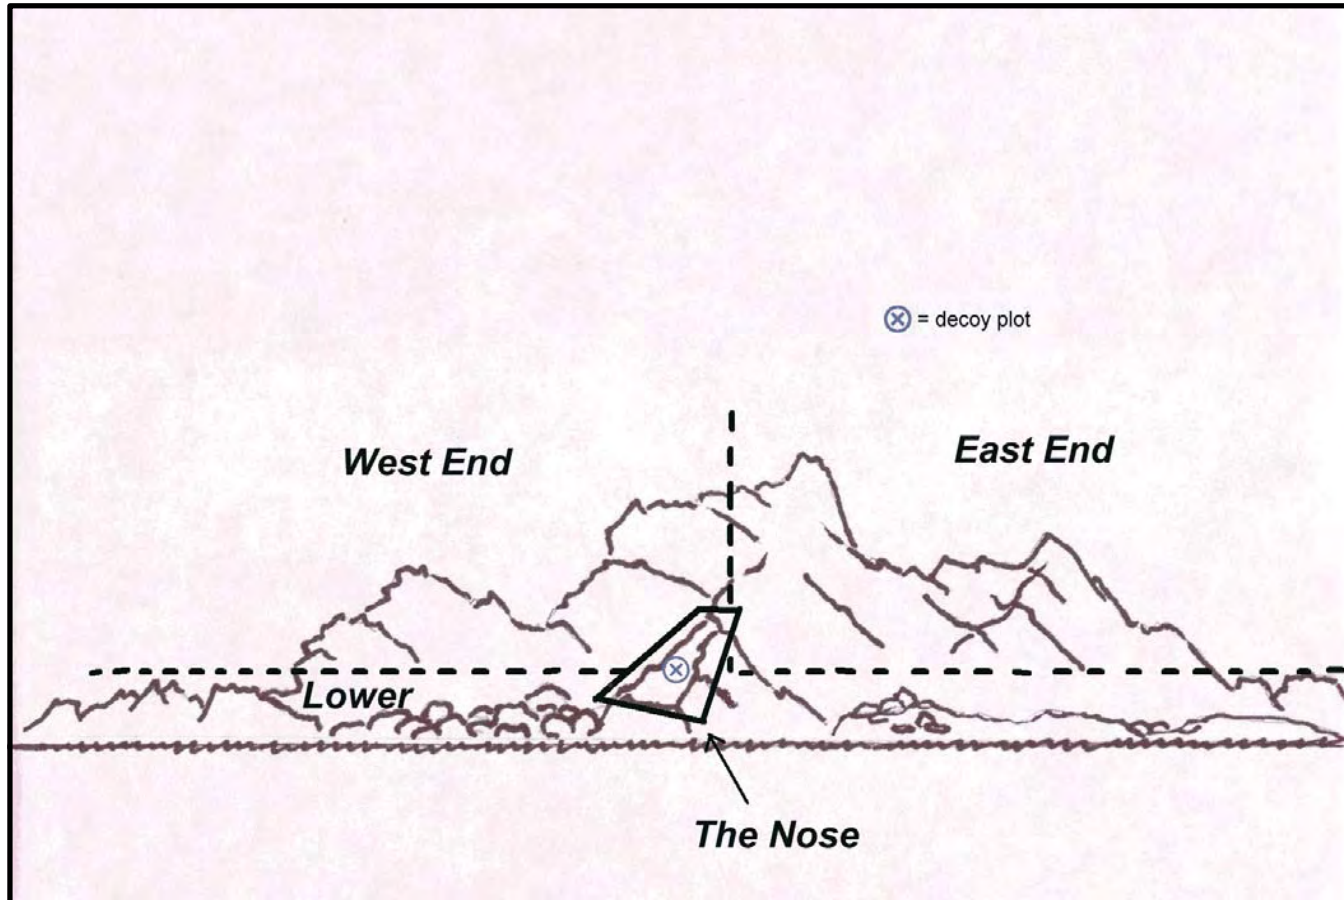 = decoy plot
West End
East End
Lower
The Nose